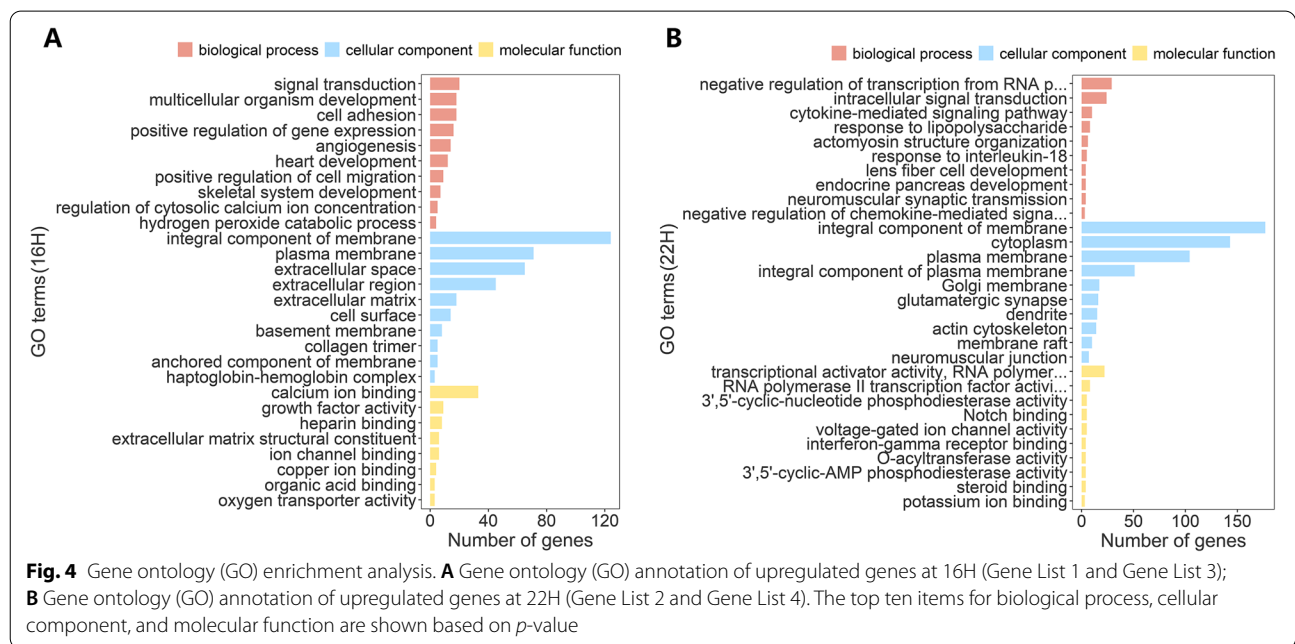 A
biological process cellular component molecular function
signal transduction
multicellular organism development
cell adhesion
positive regulation of gene expression
angiogenesis
heart development
positive regulation of cell migration
skeletal system development
regulation of cytosolic calcium ion concentration
hydrogen peroxide catabolic process
integral component of membrane
plasma membrane
extracellular space
extracellular region
extracellular matrix
cell surface
basement membrane
collagen trimer
anchored component of membrane
haptoglobin-hemoglobin complex
calcium ion binding
growth factor activity
heparin binding
extracellular matrix structural constituent
ion channel binding
copper ion binding
organic acid binding
oxygen transporter activity
GO terms(16H)
0 40 80 120
Number of genes
B
biological process cellular component molecular function
negative regulation of transcription from RNA p...
intracellular signal transduction
cytokine-mediated signaling pathway
response to lipopolysaccharide
actomyosin structure organization
response to interleukin-18
lens fiber cell development
endocrine pancreas development
neuromuscular synaptic transmission
negative regulation of chemokine-mediated signa...
integral component of membrane
cytoplasm
plasma membrane
integral component of plasma membrane
Golgi membrane
glutamatergic synapse
dendrite
actin cytoskeleton
membrane raft
neuromuscular junction
transcriptional activator activity, RNA polymer...
RNA polymerase II transcription factor activi...
3',5'-cyclic-nucleotide phosphodiesterase activity
Notch binding
voltage-gated ion channel activity
interferon-gamma receptor binding
O-acyltransferase activity
3',5'-cyclic-AMP phosphodiesterase activity
steroid binding
potassium ion binding
GO terms(22H)
0 50 100 150
Number of genes
Fig. 4 Gene ontology (GO) enrichment analysis. A Gene ontology (GO) annotation of upregulated genes at 16H (Gene List 1 and Gene List 3);
B Gene ontology (GO) annotation of upregulated genes at 22H (Gene List 2 and Gene List 4). The top ten items for biological process, cellular
component, and molecular function are shown based on p-value